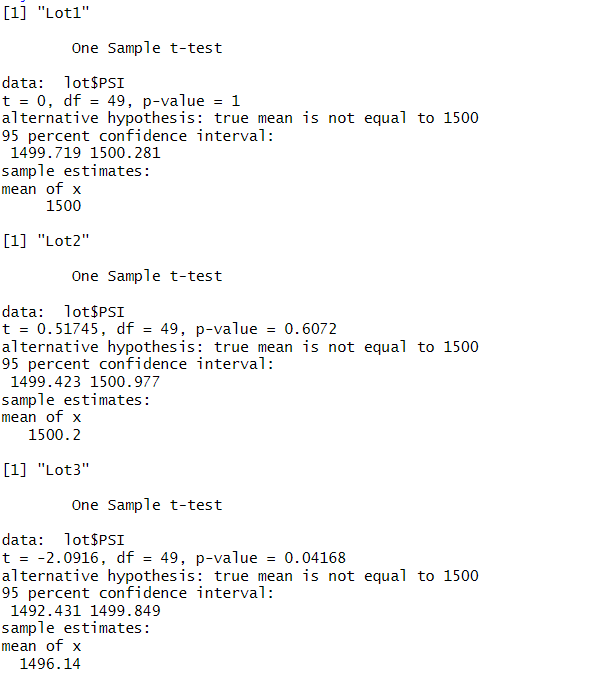 [1] "Lot1"
One Sample t-test
data:  lot$PSI
t = 0, df = 49, p-value = 1
alternative hypothesis: true mean is not equal to 1500
95 percent confidence interval:
1499.719 1500.281
sample estimates:
mean of x
1500
[1] "Lot2"
One Sample t-test
data:  lot$PSI
t = 0.51745, df = 49, p-value = 0.6072
alternative hypothesis: true mean is not equal to 1500
95 percent confidence interval:
1499.423 1500.977
sample estimates:
mean of x
1500.2
[1] "Lot3"
One Sample t-test
data:  lot$PSI
t = -2.0916, df = 49, p-value = 0.04168
alternative hypothesis: true mean is not equal to 1500
95 percent confidence interval:
1492.431 1499.849
sample estimates:
mean of x
1496.14